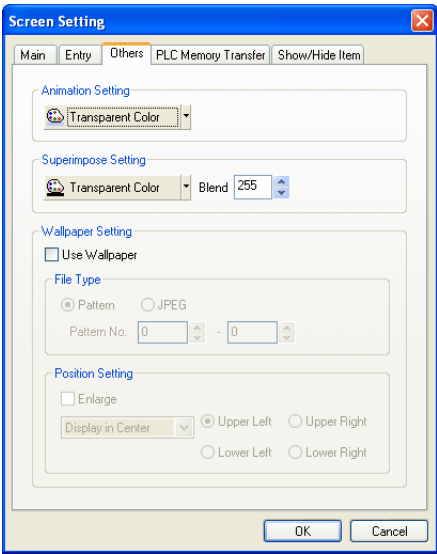 Screen Setting
Main Entry Others PLC Memory Transfer Show/Hide Item
Animation Setting
Transparent Color
Superimpose Setting
Transparent Color Blend 255
Wallpaper Setting
Use Wallpaper
File Type
Pattern JPEG
Pattern No. 0 - 0
Position Setting
Enlarge
Display in Center Upper Left Upper Right
Lower Left Lower Right
OK Cancel